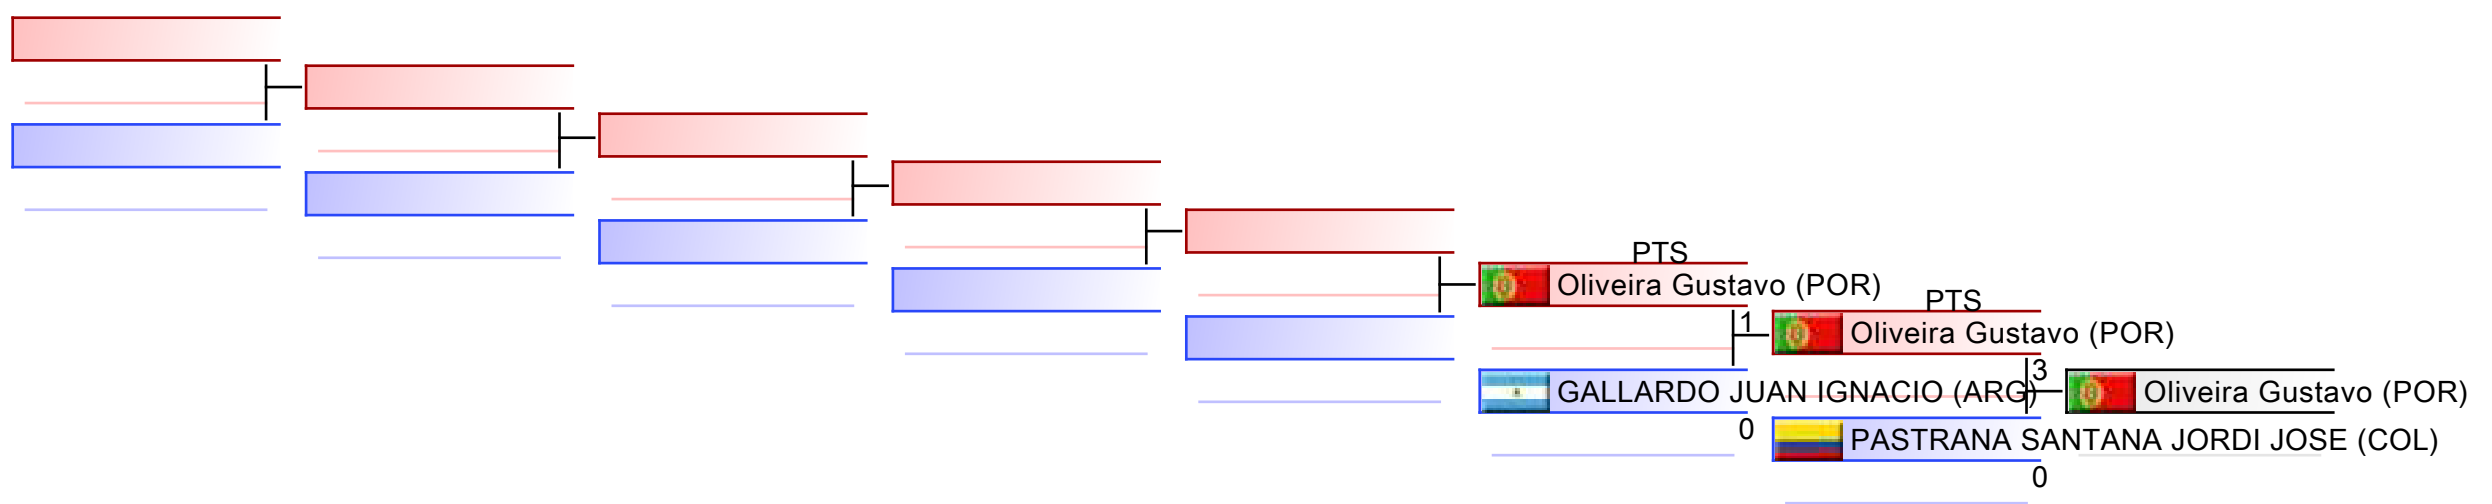 PTS
Oliveira Gustavo (POR)
1
GALLARDO JUAN IGNACIO (ARG)
0
PTS
Oliveira Gustavo (POR)
3
PASTRANA SANTANA JORDI JOSE (COL)
0
Oliveira Gustavo (POR)